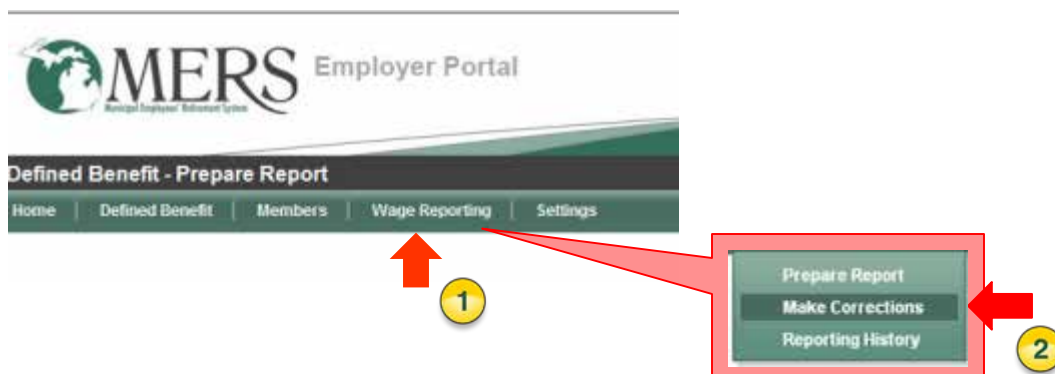 MERS Employer Portal
Municipal Employees' Retirement System
Defined Benefit - Prepare Report
Home | Defined Benefit | Members | Wage Reporting | Settings
1
Prepare Report
Make Corrections
Reporting History
2